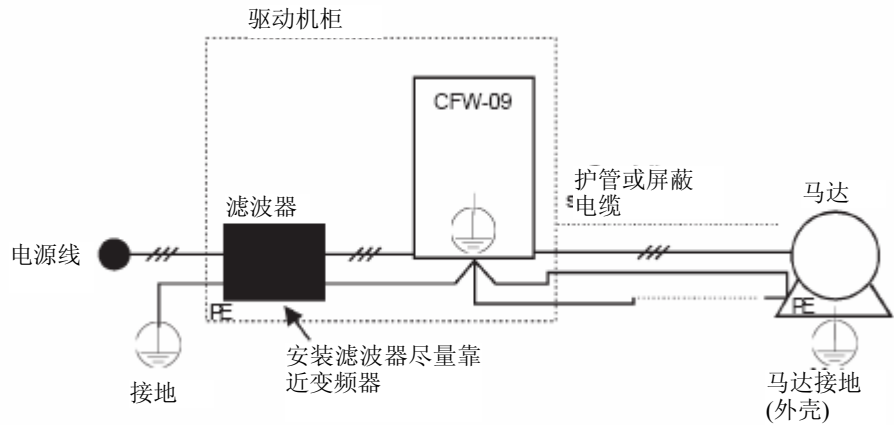 驱动机柜
CFW-09
护管或屏蔽
电缆
马达
滤波器
电源线
PE
PE
安装滤波器尽量靠
近变频器
接地
马达接地
(外壳)